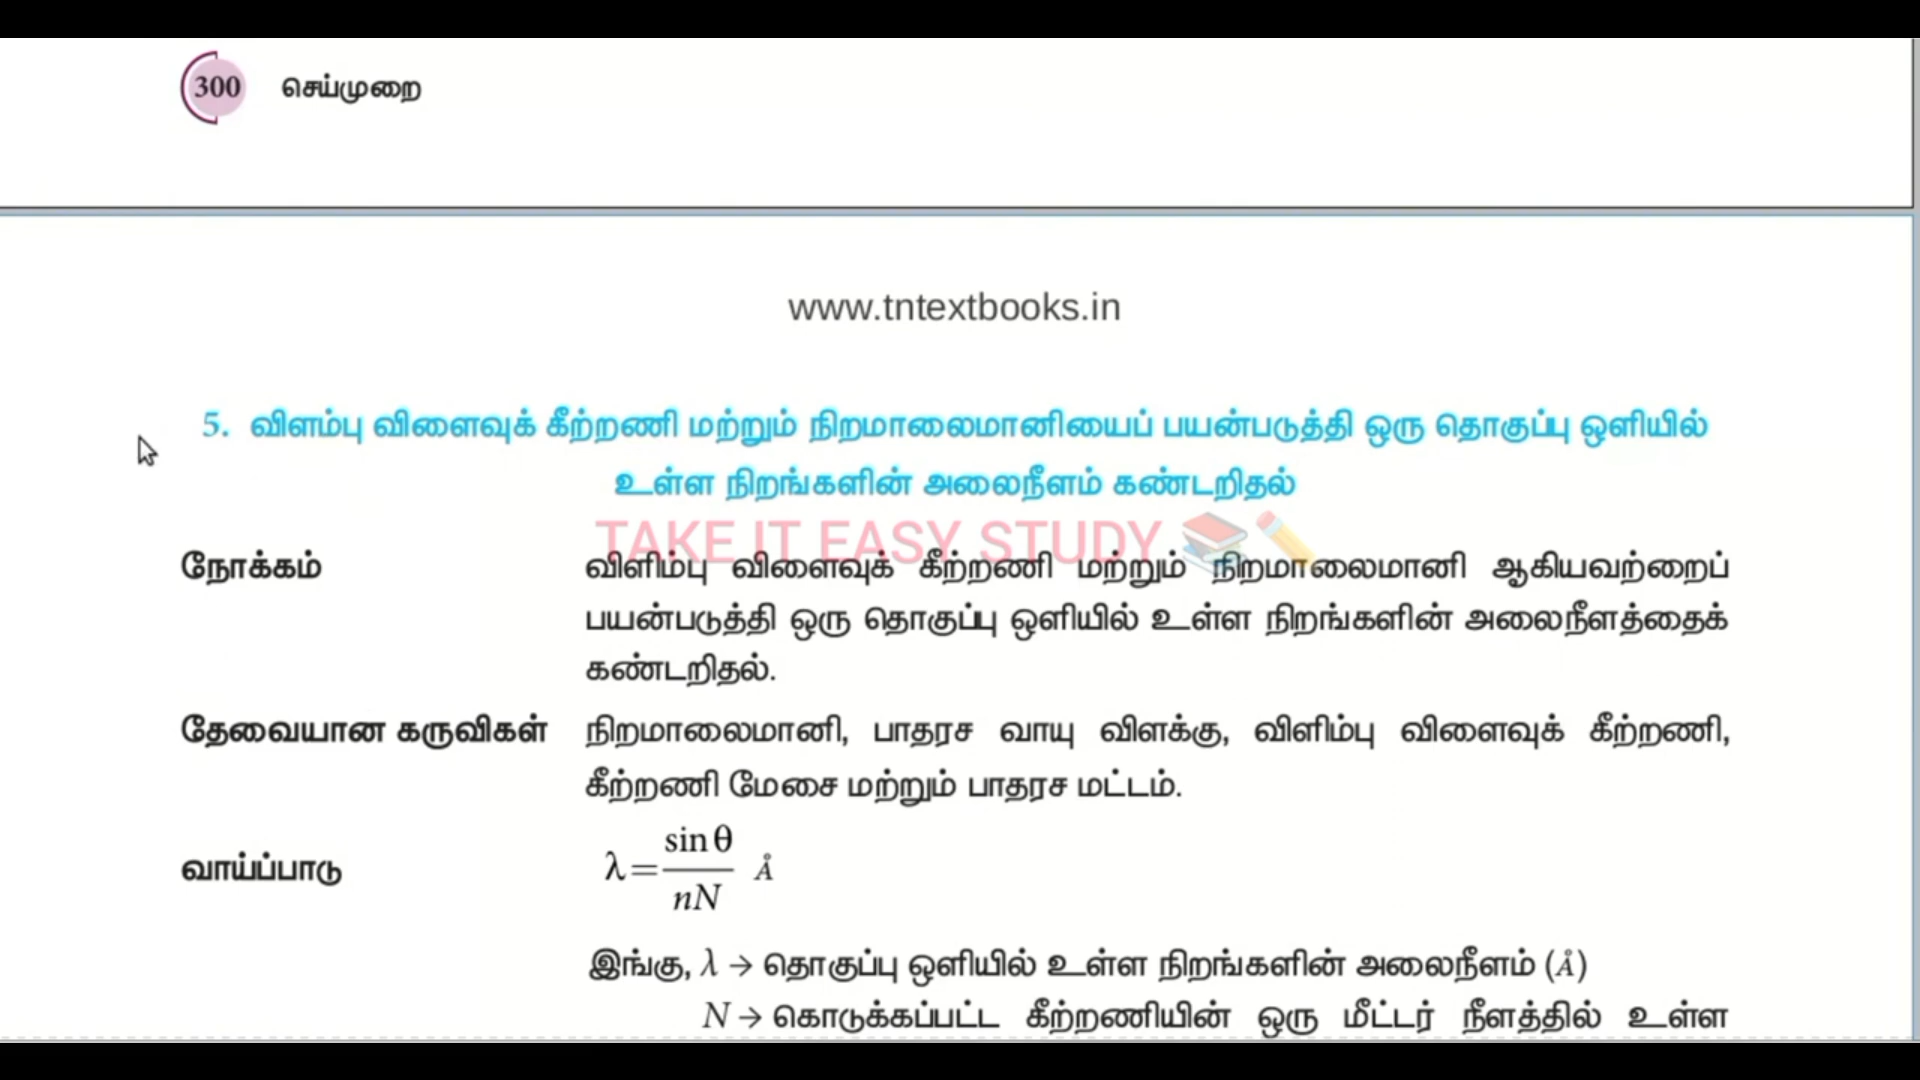 300 செய்முறை
www.tntextbooks.in
5. விளம்பு விளைவுக் கீற்றணி மற்றும் நிறமாலைமானியைப் பயன்படுத்தி ஒரு தொகுப்பு ஒளியில்
உள்ள நிறங்களின் அலைநீளம் கண்டறிதல்
TAKE IT EASY STUDY 📚✏️
நோக்கம் விளிம்பு விளைவுக் கீற்றணி மற்றும் நிறமாலைமானி ஆகியவற்றைப்
பயன்படுத்தி ஒரு தொகுப்பு ஒளியில் உள்ள நிறங்களின் அலைநீளத்தைக்
கண்டறிதல்.
தேவையான கருவிகள் நிறமாலைமானி, பாதரச வாயு விளக்கு, விளிம்பு விளைவுக் கீற்றணி,
கீற்றணி மேசை மற்றும் பாதரச மட்டம்.
வாய்ப்பாடு λ = sin θ / nN Å
இங்கு, λ → தொகுப்பு ஒளியில் உள்ள நிறங்களின் அலைநீளம் (Å)
N → கொடுக்கப்பட்ட கீற்றணியின் ஒரு மீட்டர் நீளத்தில் உள்ள